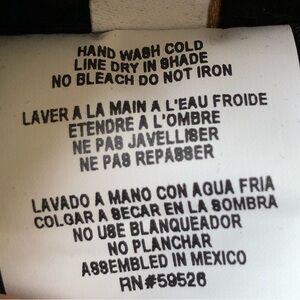 HAND WASH COLD
LINE DRY IN SHADE
NO BLEACH DO NOT IRON
LAVER A LA MAIN A L'EAU FROIDE
ETENDRE A L'OMBRE
NE PAS JAVELLISER
NE PAS REPASSER
LAVADO A MANO CON AGUA FRIA
COLGAR A SECAR EN LA SOMBRA
NO USE BLANQUEADOR
NO PLANCHAR
ASSEMBLED IN MEXICO
RN#59526